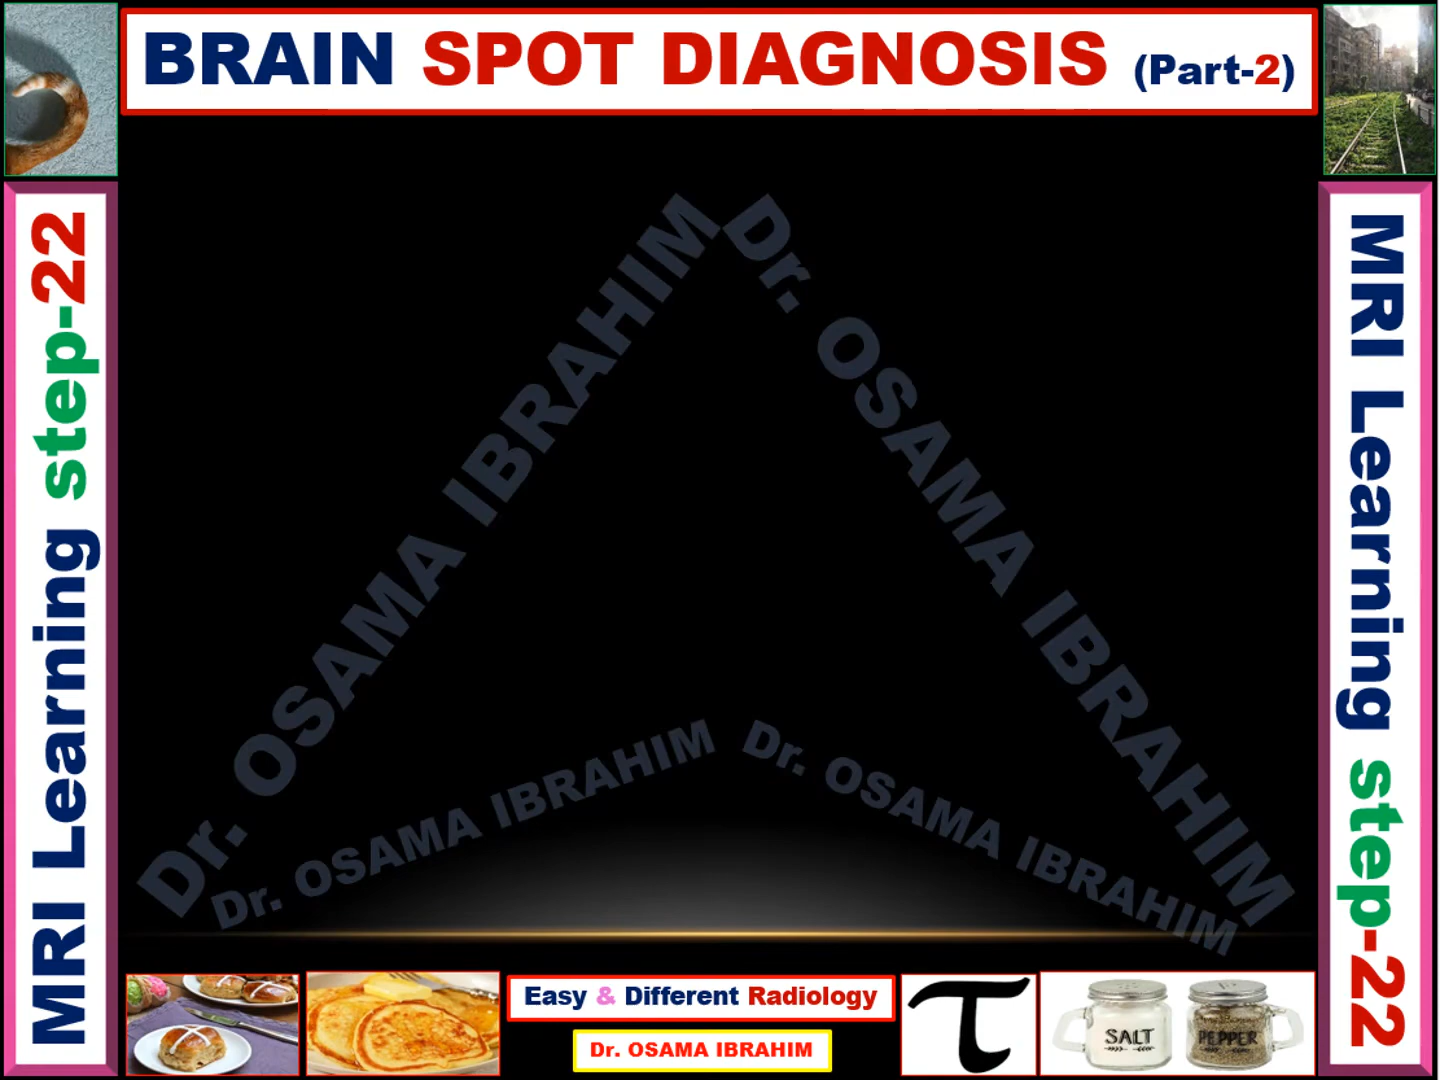 BRAIN SPOT DIAGNOSIS (Part-2)
MRI Learning step-22
MRI Learning step-22
Dr. OSAMA IBRAHIM
Dr. OSAMA IBRAHIM
Dr. OSAMA IBRAHIM
Dr. OSAMA IBRAHIM
Easy & Different Radiology
Dr. OSAMA IBRAHIM
τ
SALT
PEPPER